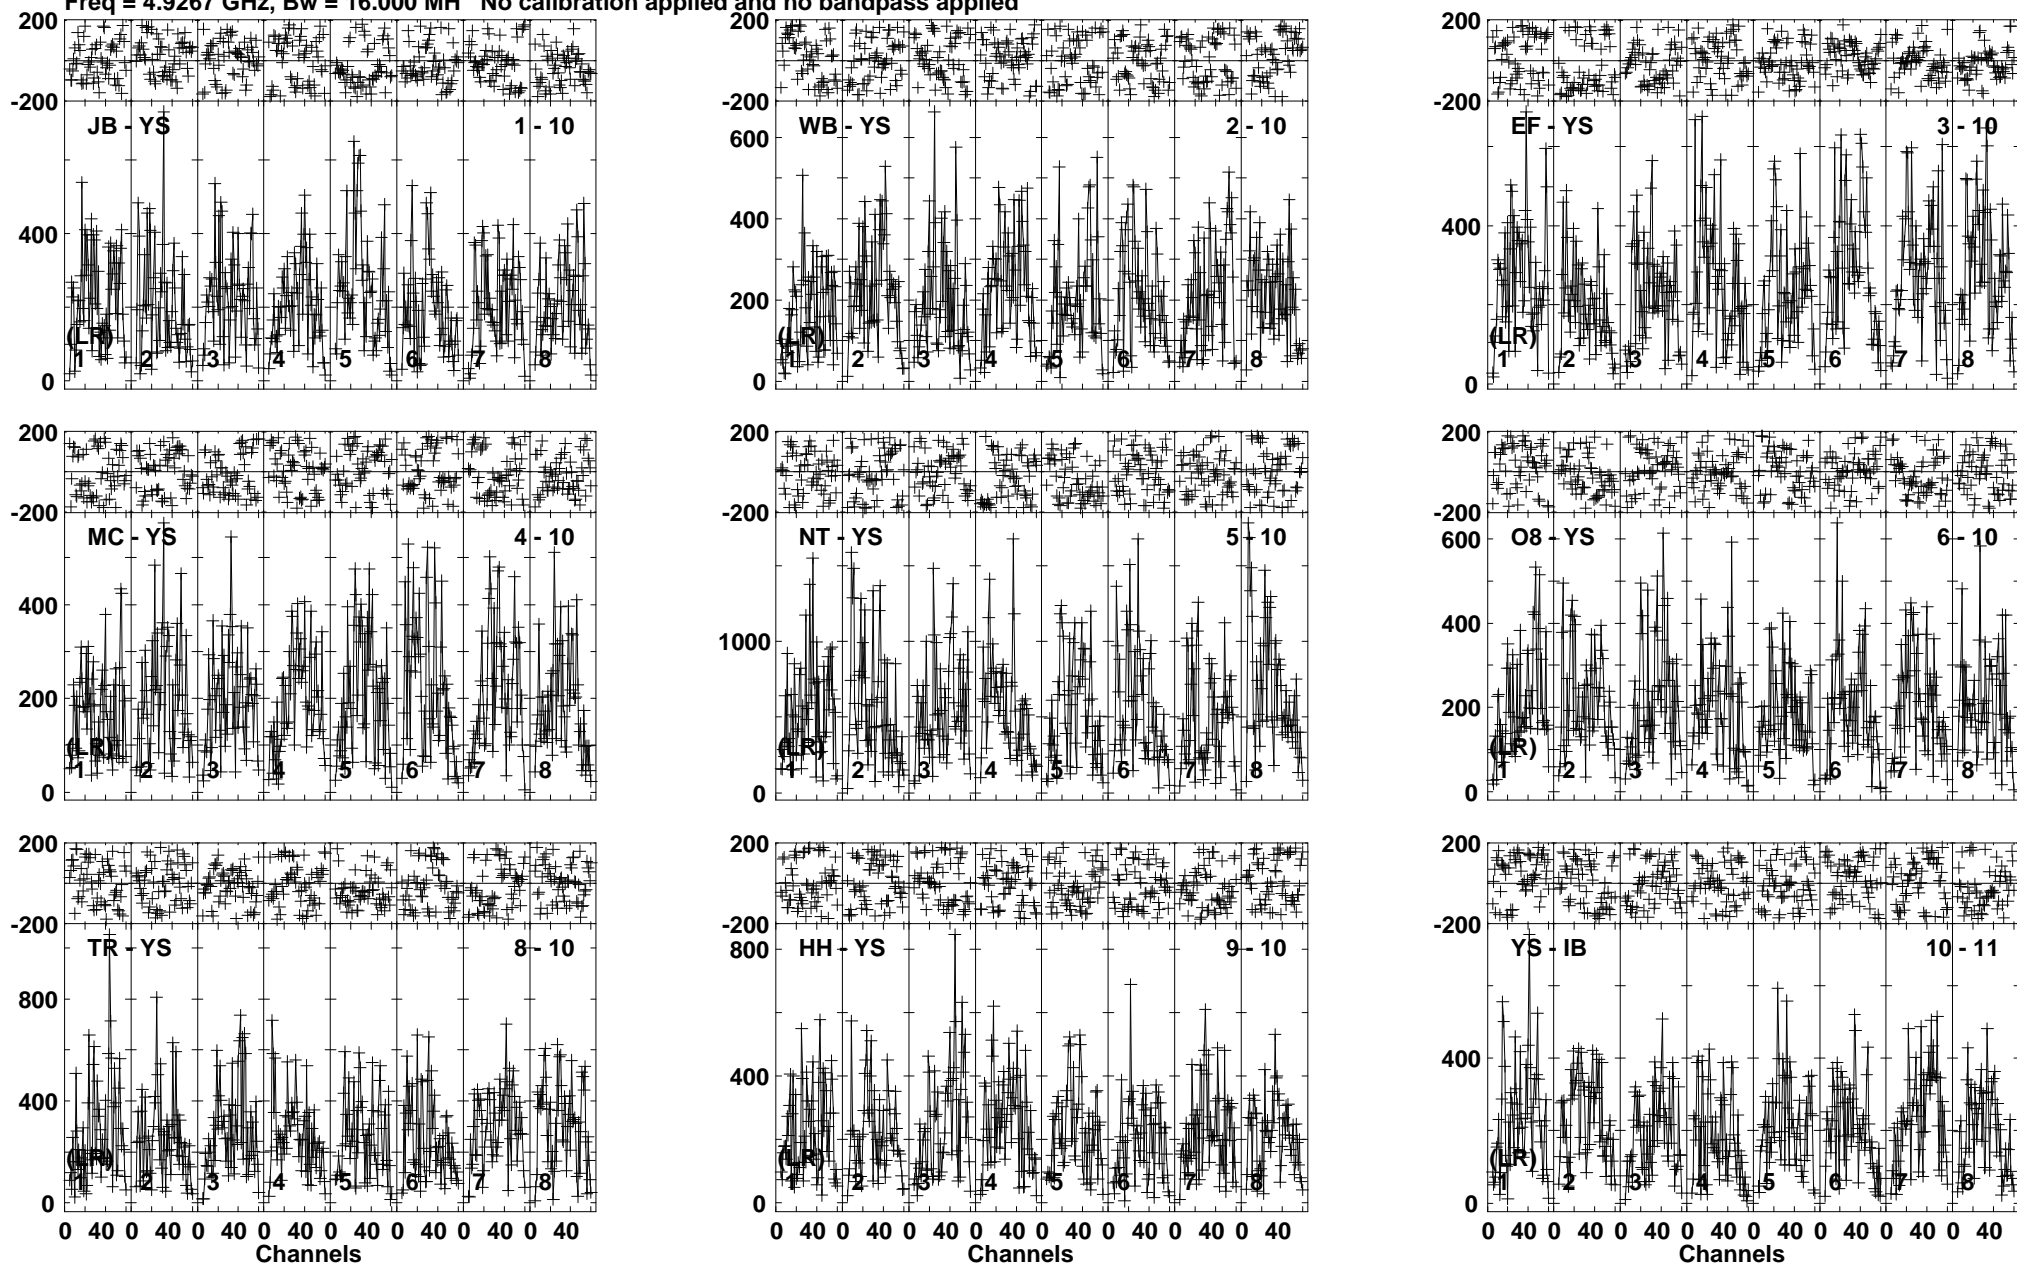 Freq = 4.9267 GHz, Bw = 16.000 MH No calibration applied and no bandpass applied
200 200 200
-200 -200 -200
JB - YS 1 - 10 WB - YS 2 - 10 EF - YS 3 - 10
600
400 400 400
200
(LR) (LR) (LR)
1 2 3 4 5 6 7 8 1 2 3 4 5 6 7 8 1 2 3 4 5 6 7 8
0 0 0
200 200 200
-200 -200 -200
MC - YS 4 - 10 NT - YS 5 - 10 O8 - YS 6 - 10
600
400 1000 400
200 200
(LR) (LR) (LR)
1 2 3 4 5 6 7 8 1 2 3 4 5 6 7 8 1 2 3 4 5 6 7 8
0 0 0
200 200 200
-200 -200 -200
TR - YS 8 - 10 HH - YS 9 - 10 YS - IB 10 - 11
800 800
400 400 400
(LR) (LR) (LR)
1 2 3 4 5 6 7 8 1 2 3 4 5 6 7 8 1 2 3 4 5 6 7 8
0 0 0
0 40 0 40 0 40 0 40 0 40 0 40 0 40 0 40 0 40 0 40 0 40 0 40 0 40 0 40 0 40 0 40 0 40 0 40 0 40 0 40 0 40 0 40 0 40 0 40
Channels Channels Channels